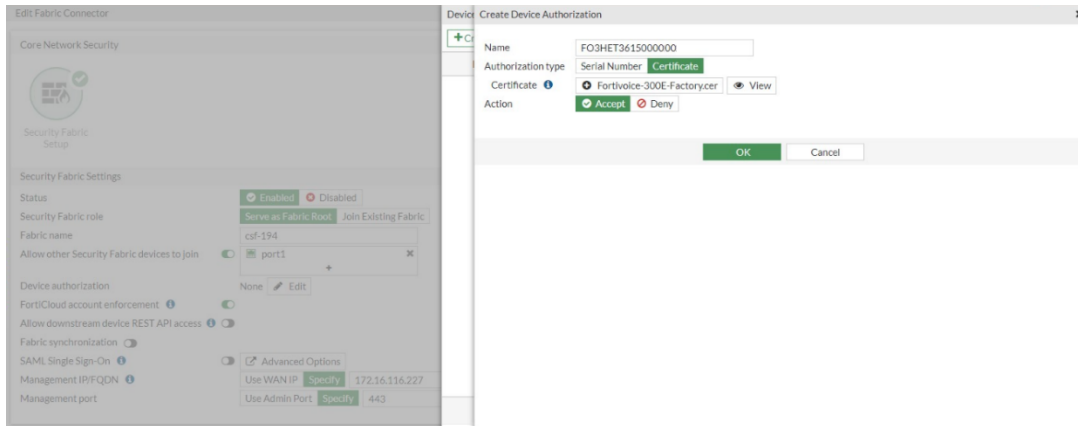 Edit Fabric Connector
Core Network Security
Security Fabric
Setup
Security Fabric Settings
Status Enabled Disabled
Security Fabric role Serve as Fabric Root Join Existing Fabric
Fabric name csf-194
Allow other Security Fabric devices to join port1
Device authorization None Edit
FortiCloud account enforcement
Allow downstream device REST API access
Fabric synchronization
SAML Single Sign-On Advanced Options
Management IP/FQDN Use WAN IP Specify 172.16.116.227
Management port Use Admin Port Specify 443
Create Device Authorization
Name FO3HET3615000000
Authorization type Serial Number Certificate
Certificate Fortivoice-300E-Factory.cer View
Action Accept Deny
OK Cancel